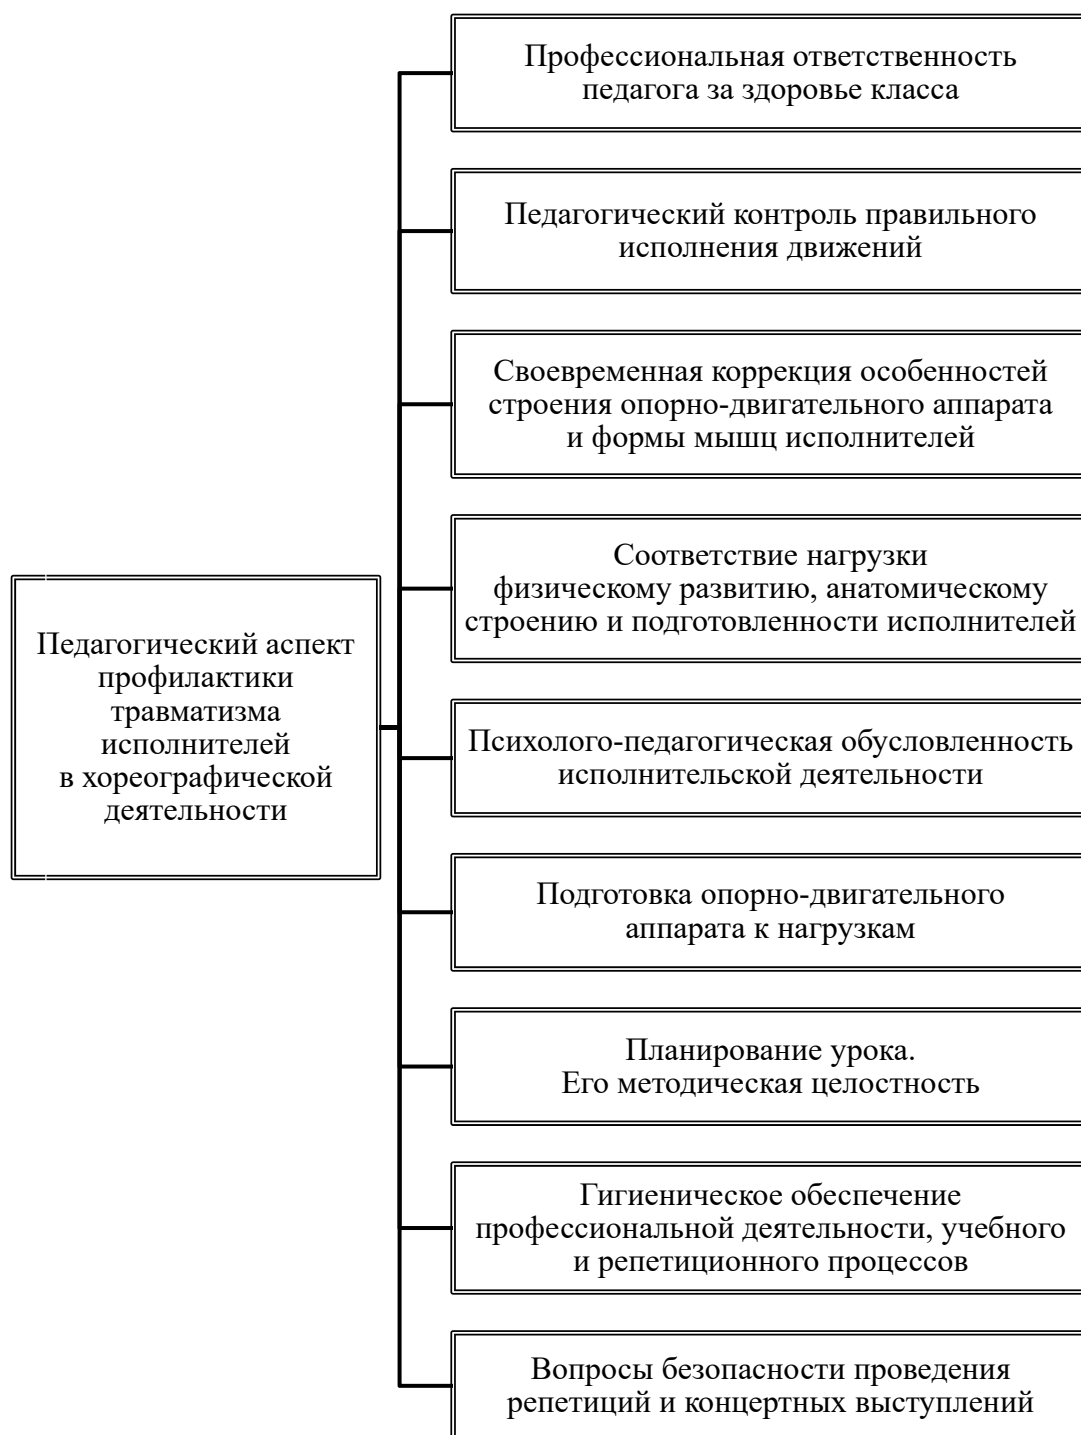 Профессиональная ответственность
педагога за здоровье класса
Педагогический контроль правильного
исполнения движений
Своевременная коррекция особенностей
строения опорно-двигательного аппарата
и формы мышц исполнителей
Соответствие нагрузки
физическому развитию, анатомическому
строению и подготовленности исполнителей
Педагогический аспект
профилактики
травматизма
исполнителей
в хореографической
деятельности
Психолого-педагогическая обусловленность
исполнительской деятельности
Подготовка опорно-двигательного
аппарата к нагрузкам
Планирование урока.
Его методическая целостность
Гигиеническое обеспечение
профессиональной деятельности, учебного
и репетиционного процессов
Вопросы безопасности проведения
репетиций и концертных выступлений